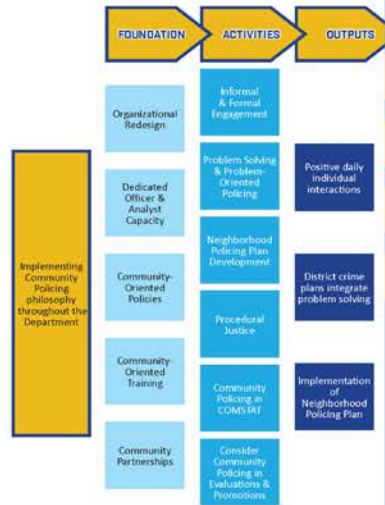 FOUNDATION
ACTIVITIES
OUTPUTS
Implementing
Community
Policing
philosophy
throughout the
Department
Organizational
Redesign
Dedicated
Officer &
Analyst
Capacity
Community-
Oriented
Policies
Community-
Oriented
Training
Community
Partnerships
Informal
& Formal
Engagement
Problem Solving
& Problem-
Oriented
Policing
Neighborhood
Policing Plan
Development
Procedural
Justice
Community
Policing in
COMSTAT
Consider
Community
Policing in
Evaluations &
Promotions
Positive daily
individual
interactions
District crime
plans integrate
problem solving
Implementation
of
Neighborhood
Policing Plan